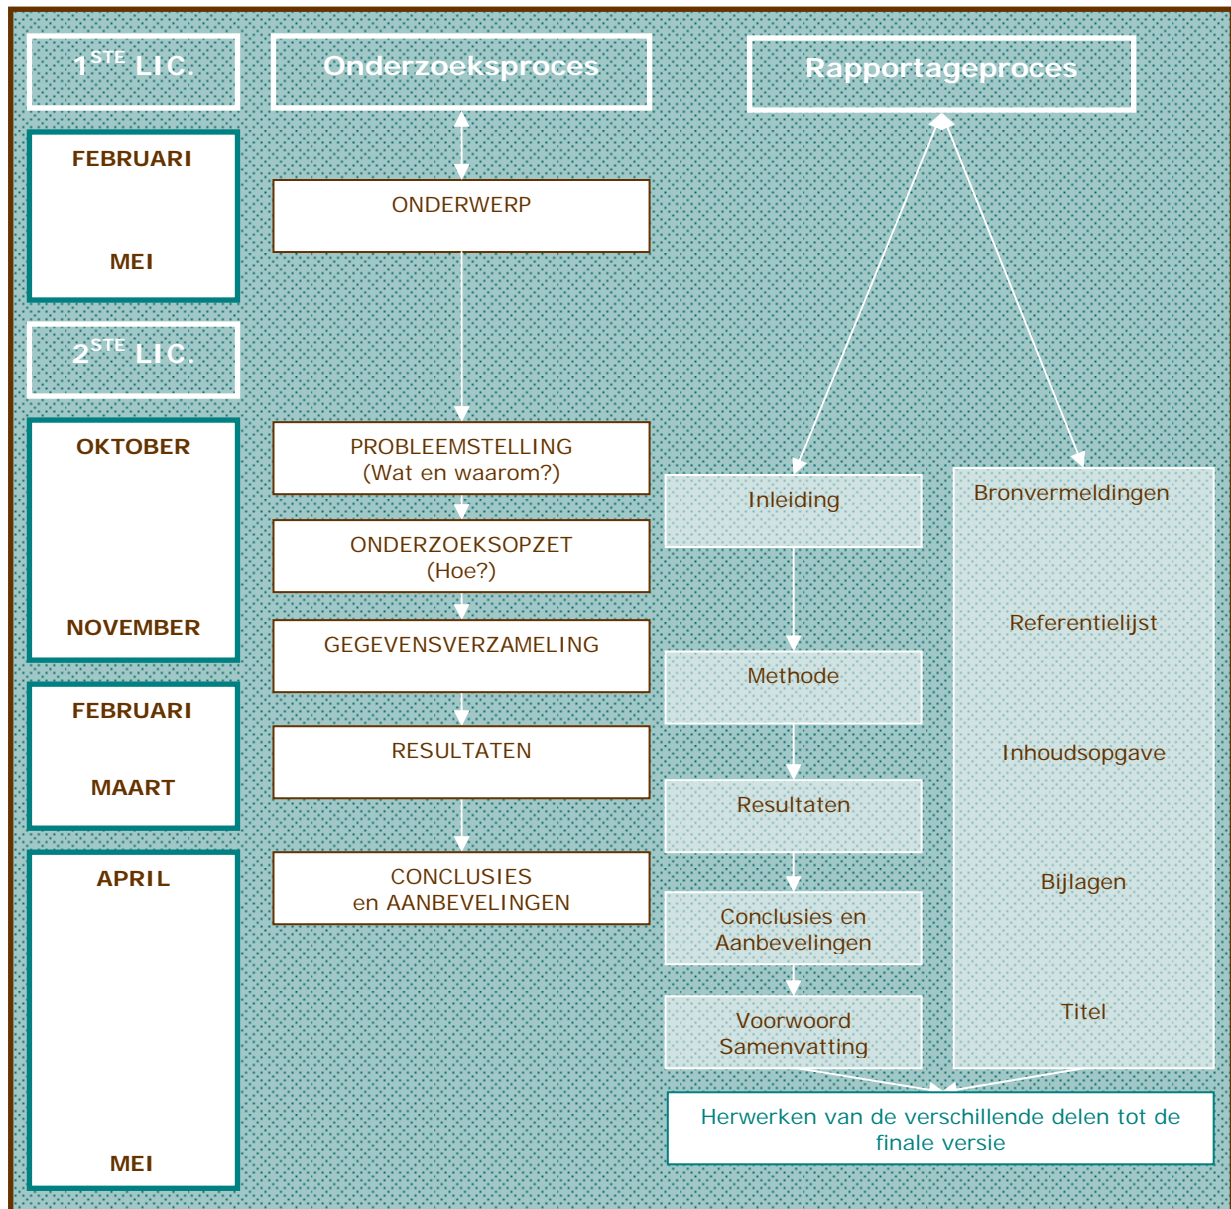 1STE LIC.
Onderzoeksproces
Rapportageproces
FEBRUARI
MEI
ONDERWERP
2STE LIC.
OKTOBER
NOVEMBER
PROBLEEMSTELLING
(Wat en waarom?)
ONDERZOEKSOPZET
(Hoe?)
GEGEVENSVERZAMELING
FEBRUARI
MAART
RESULTATEN
APRIL
MEI
CONCLUSIES
en AANBEVELINGEN
Inleiding
Methode
Resultaten
Conclusies en
Aanbevelingen
Voorwoord
Samenvatting
Bronvermeldingen
Referentielijst
Inhoudsopgave
Bijlagen
Titel
Herwerken van de verschillende delen tot de
finale versie